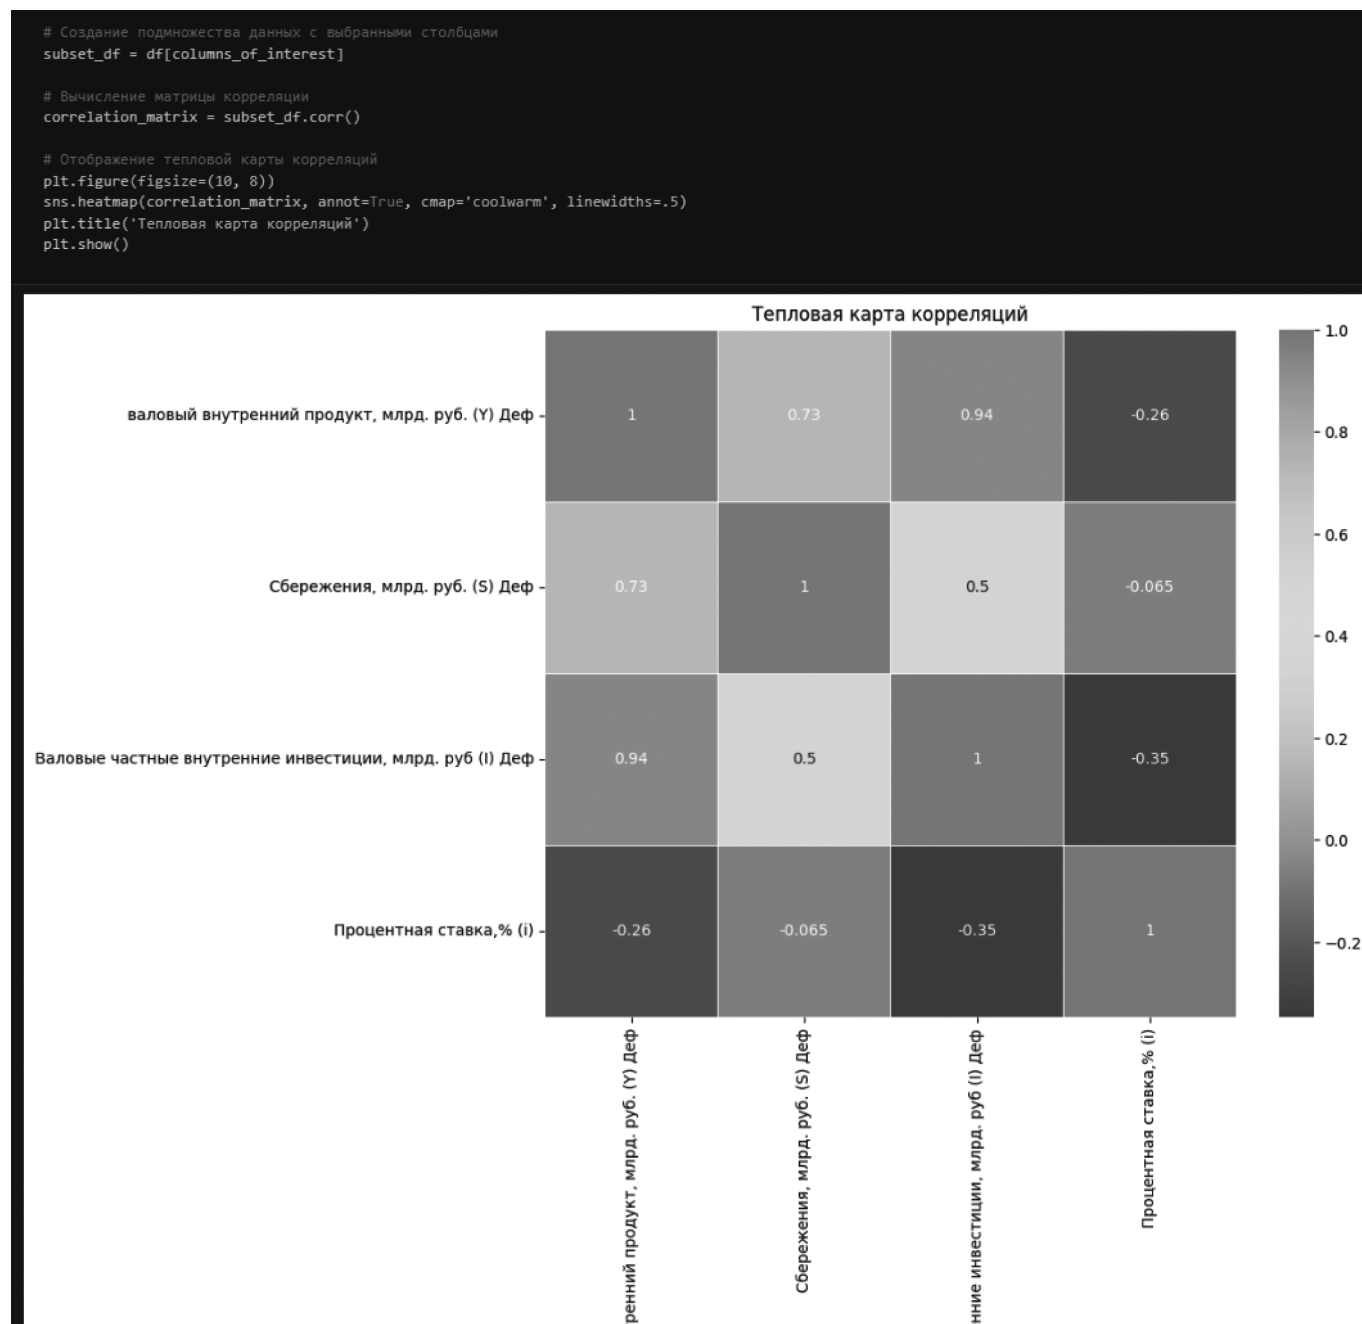 # Создание подмножества данных с выбранными столбцами
subset_df = df[columns_of_interest]
# Вычисление матрицы корреляции
correlation_matrix = subset_df.corr()
# Отображение тепловой карты корреляций
plt.figure(figsize=(10, 8))
sns.heatmap(correlation_matrix, annot=True, cmap='coolwarm', linewidths=.5)
plt.title('Тепловая карта корреляций')
plt.show()
Тепловая карта корреляций
валовый внутренний продукт, млрд. руб. (Y) Деф
1 0.73 0.94 -0.26
Сбережения, млрд. руб. (S) Деф
0.73 1 0.5 -0.065
Валовые частные внутренние инвестиции, млрд. руб (I) Деф
0.94 0.5 1 -0.35
Процентная ставка,% (i)
-0.26 -0.065 -0.35 1
1.0
0.8
0.6
0.4
0.2
0.0
−0.2
ренний продукт, млрд. руб. (Y) Деф
Сбережения, млрд. руб. (S) Деф
нние инвестиции, млрд. руб (I) Деф
Процентная ставка,% (i)